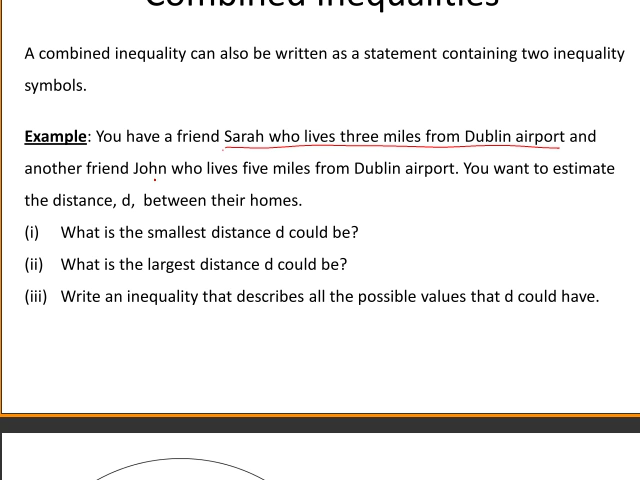 Combined Inequalities
A combined inequality can also be written as a statement containing two inequality
symbols.
Example: You have a friend Sarah who lives three miles from Dublin airport and
another friend John who lives five miles from Dublin airport. You want to estimate
the distance, d, between their homes.
(i) What is the smallest distance d could be?
(ii) What is the largest distance d could be?
(iii) Write an inequality that describes all the possible values that d could have.